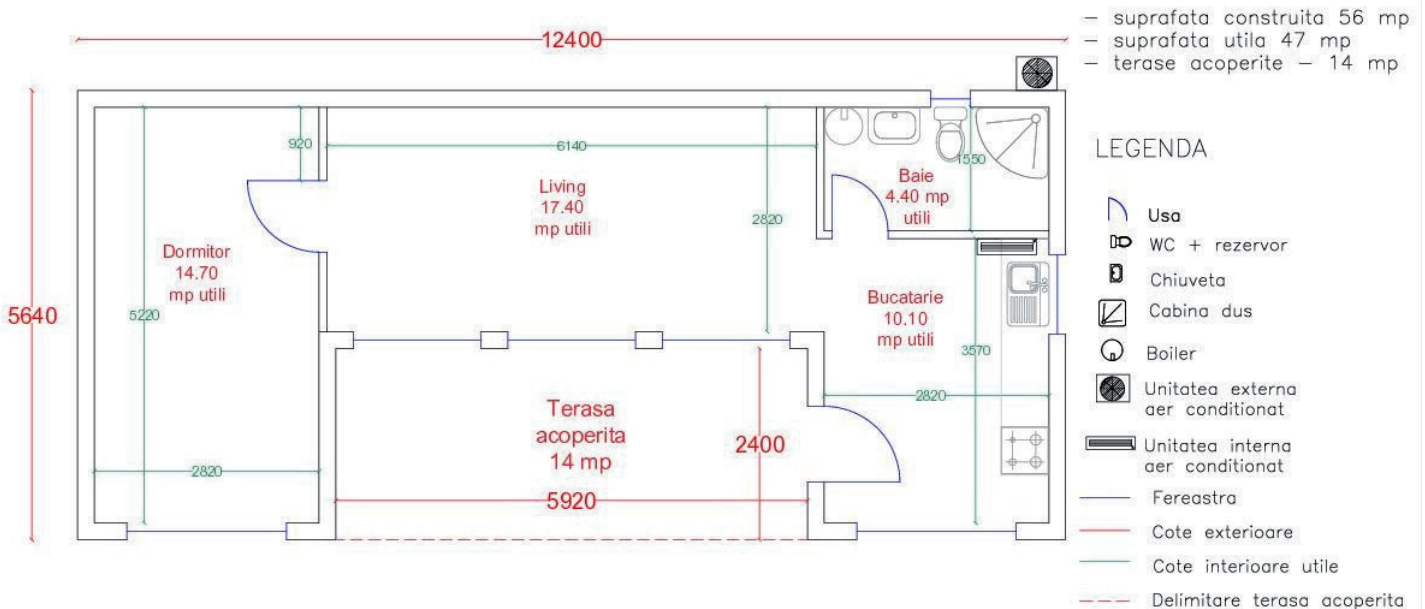 12400
– suprafata construita 56 mp
– suprafata utila 47 mp
– terase acoperite – 14 mp
5640
920
6140
Living
17.40
mp utili
2820
Dormitor
14.70
mp utili
5220
2820
Baie
4.40 mp
utili
1550
Bucatarie
10.10
mp utili
3570
2820
Terasa
acoperita
14 mp
2400
5920
LEGENDA
Usa
WC + rezervor
Chiuveta
Cabina dus
Boiler
Unitatea externa
aer conditionat
Unitatea interna
aer conditionat
Fereastra
Cote exterioare
Cote interioare utile
Delimitare terasa acoperita